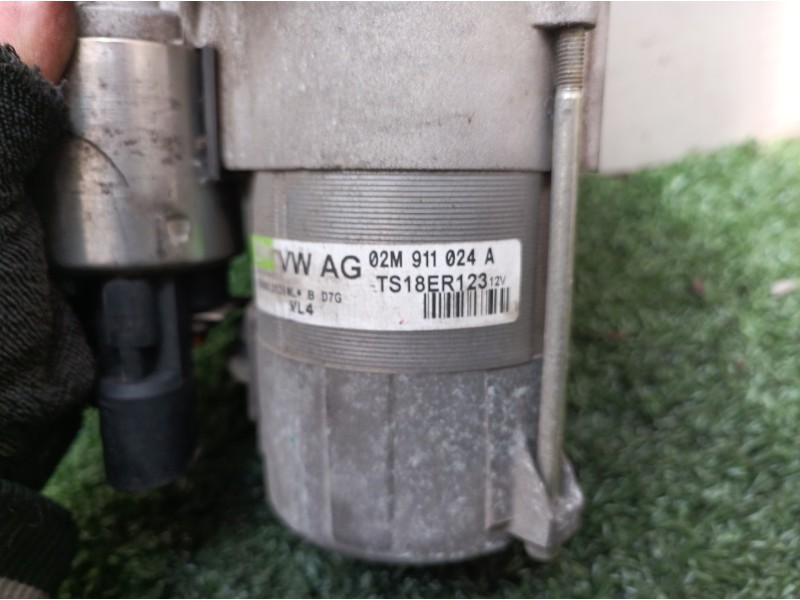 VW AG 02M 911 024 A
TS18ER123 12V
B D7G
VL4